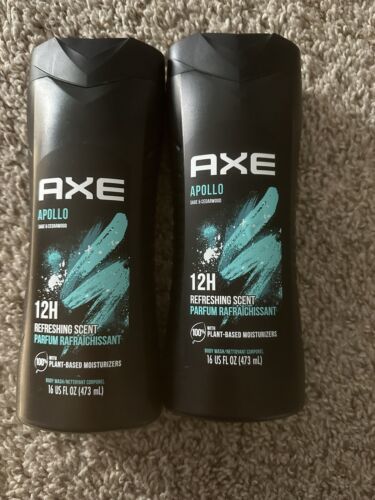 AXE
APOLLO
SAGE & CEDARWOOD
12H
REFRESHING SCENT
PARFUM RAFRAÎCHISSANT
100% WITH
PLANT-BASED MOISTURIZERS
BODY WASH/NETTOYANT CORPOREL
16 US FL OZ (473 mL)
AXE
APOLLO
SAGE & CEDARWOOD
12H
REFRESHING SCENT
PARFUM RAFRAÎCHISSANT
100% WITH
PLANT-BASED MOISTURIZERS
BODY WASH/NETTOYANT CORPOREL
16 US FL OZ (473 mL)